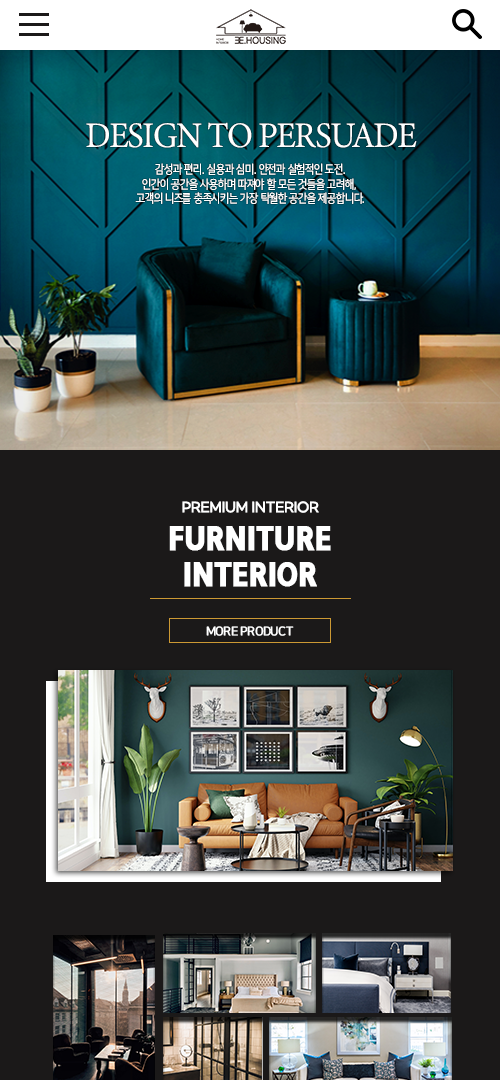 HOME
INTERIOR
BE.HOUSING
DESIGN TO PERSUADE
감성과 편리. 실용과 심미. 안전과 실험적인 도전.
인간이 공간을 사용하며 따져야 할 모든 것들을 고려해,
고객의 니즈를 충족시키는 가장 탁월한 공간을 제공합니다.
PREMIUM INTERIOR
FURNITURE
INTERIOR
MORE PRODUCT